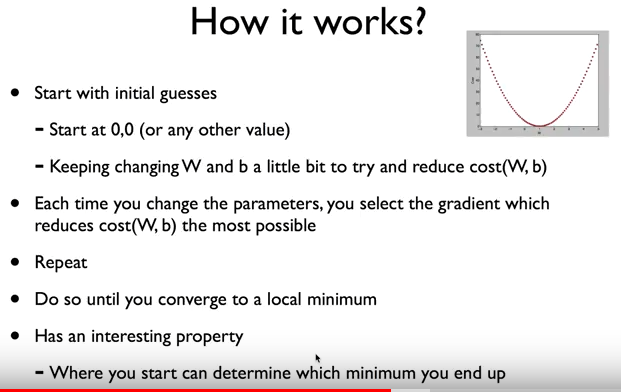 How it works?
• Start with initial guesses
- Start at 0,0 (or any other value)
- Keeping changing W and b a little bit to try and reduce cost(W, b)
• Each time you change the parameters, you select the gradient which
reduces cost(W, b) the most possible
• Repeat
• Do so until you converge to a local minimum
• Has an interesting property
- Where you start can determine which minimum you end up